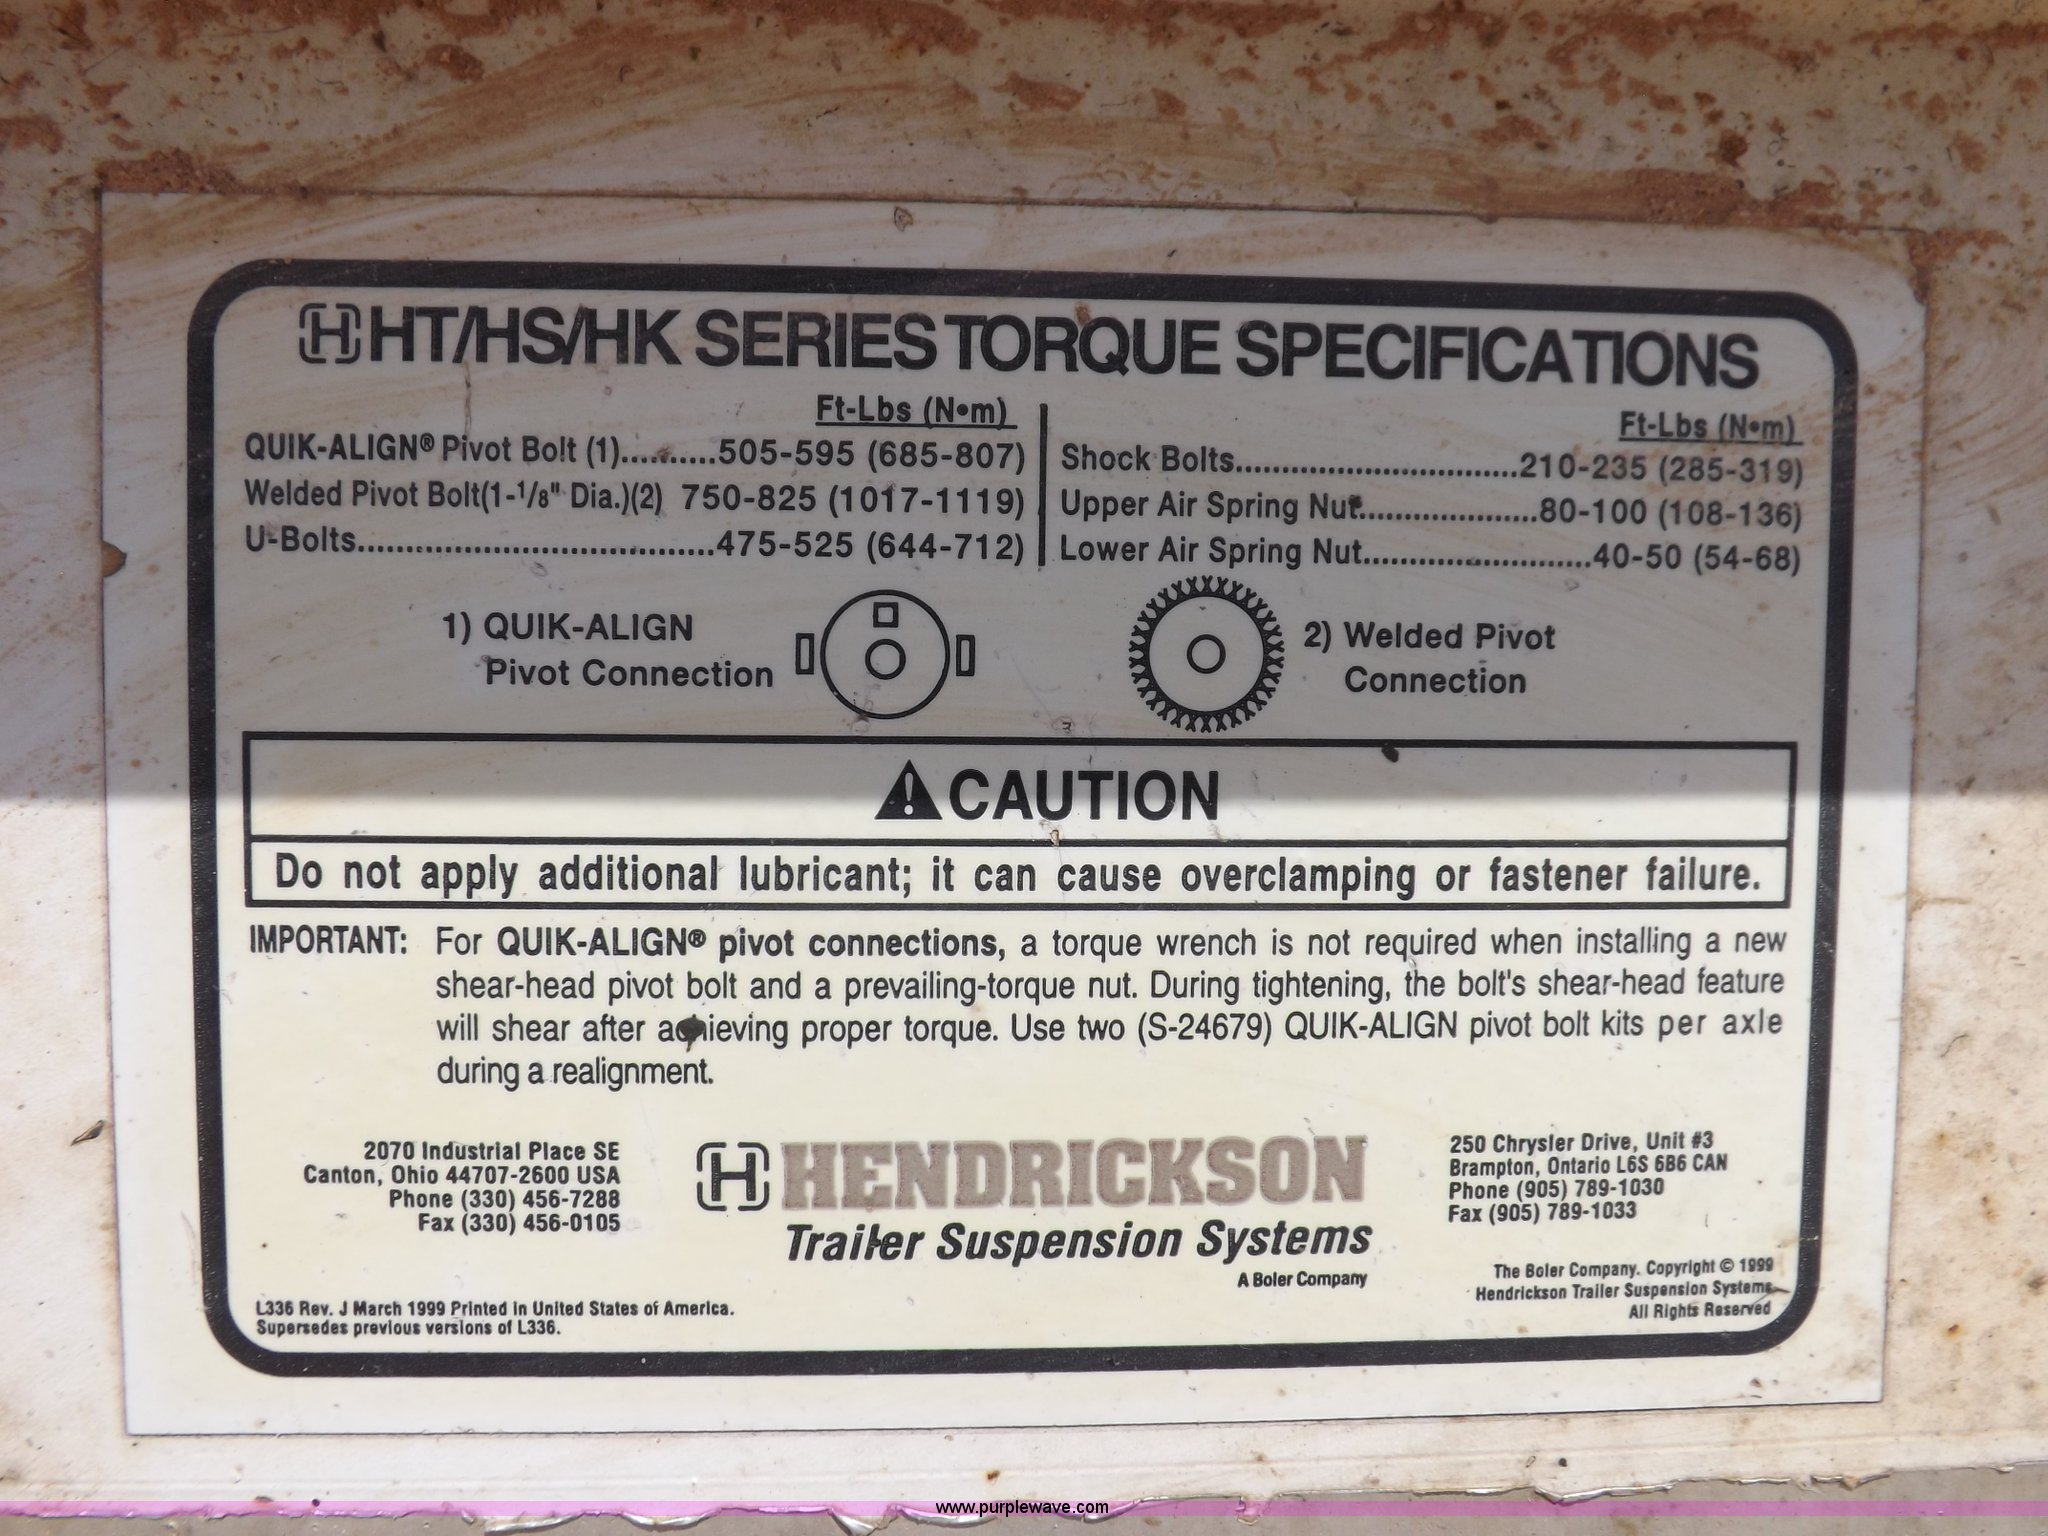 HT/HS/HK SERIES TORQUE SPECIFICATIONS
Ft-Lbs (N•m)
QUIK-ALIGN® Pivot Bolt (1)..........505-595 (685-807)
Welded Pivot Bolt(1-1/8" Dia.)(2) 750-825 (1017-1119)
U-Bolts.......................................475-525 (644-712)
Ft-Lbs (N•m)
Shock Bolts...............................210-235 (285-319)
Upper Air Spring Nut....................80-100 (108-136)
Lower Air Spring Nut.........................40-50 (54-68)
1) QUIK-ALIGN
Pivot Connection
2) Welded Pivot
Connection
CAUTION
Do not apply additional lubricant; it can cause overclamping or fastener failure.
IMPORTANT: For QUIK-ALIGN® pivot connections, a torque wrench is not required when installing a new
shear-head pivot bolt and a prevailing-torque nut. During tightening, the bolt's shear-head feature
will shear after achieving proper torque. Use two (S-24679) QUIK-ALIGN pivot bolt kits per axle
during a realignment.
2070 Industrial Place SE
Canton, Ohio 44707-2600 USA
Phone (330) 456-7288
Fax (330) 456-0105
H HENDRICKSON
Trailer Suspension Systems
A Boler Company
250 Chrysler Drive, Unit #3
Brampton, Ontario L6S 6B6 CAN
Phone (905) 789-1030
Fax (905) 789-1033
The Boler Company. Copyright © 1999
Hendrickson Trailer Suspension Systems
All Rights Reserved
L336 Rev. J March 1999 Printed in United States of America.
Supersedes previous versions of L336.
www.purplewave.com